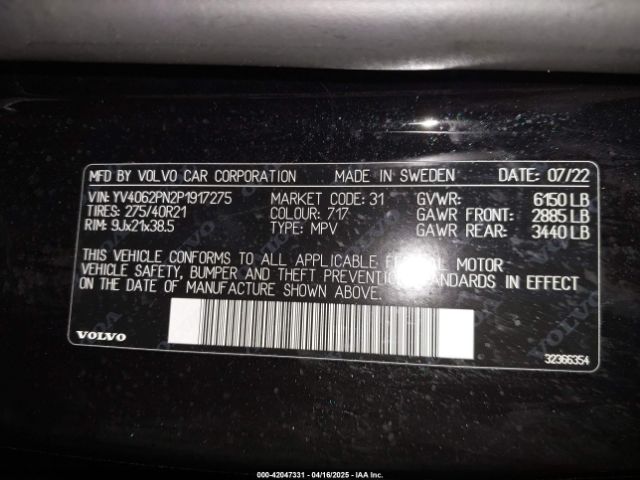 MFD BY VOLVO CAR CORPORATION MADE IN SWEDEN DATE: 07/22
VIN: YV4062PN2P1917275 MARKET CODE: 31 GVWR: 6150 LB
TIRES: 275/40R21 COLOUR: 717 GAWR FRONT: 2885 LB
RIM: 9Jx21x38.5 TYPE: MPV GAWR REAR: 3440 LB
THIS VEHICLE CONFORMS TO ALL APPLICABLE FEDERAL MOTOR
VEHICLE SAFETY, BUMPER AND THEFT PREVENTION STANDARDS IN EFFECT
ON THE DATE OF MANUFACTURE SHOWN ABOVE.
VOLVO
32366354
000-42047331 - 04/16/2025 - IAA Inc.